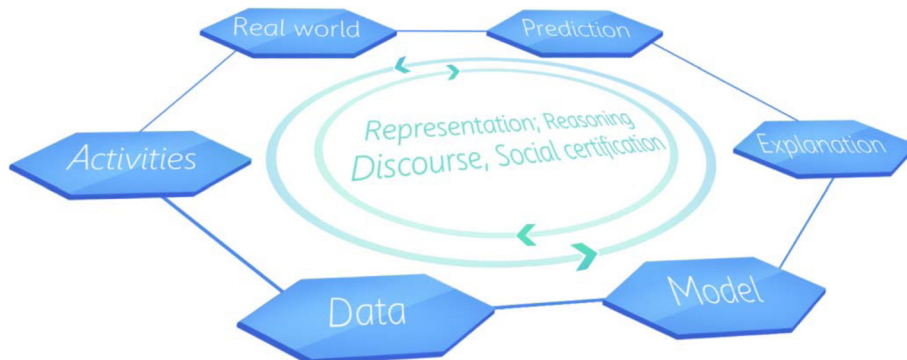 Real world
Prediction
Activities
Representation; Reasoning
Discourse, Social certification
Explanation
Data
Model